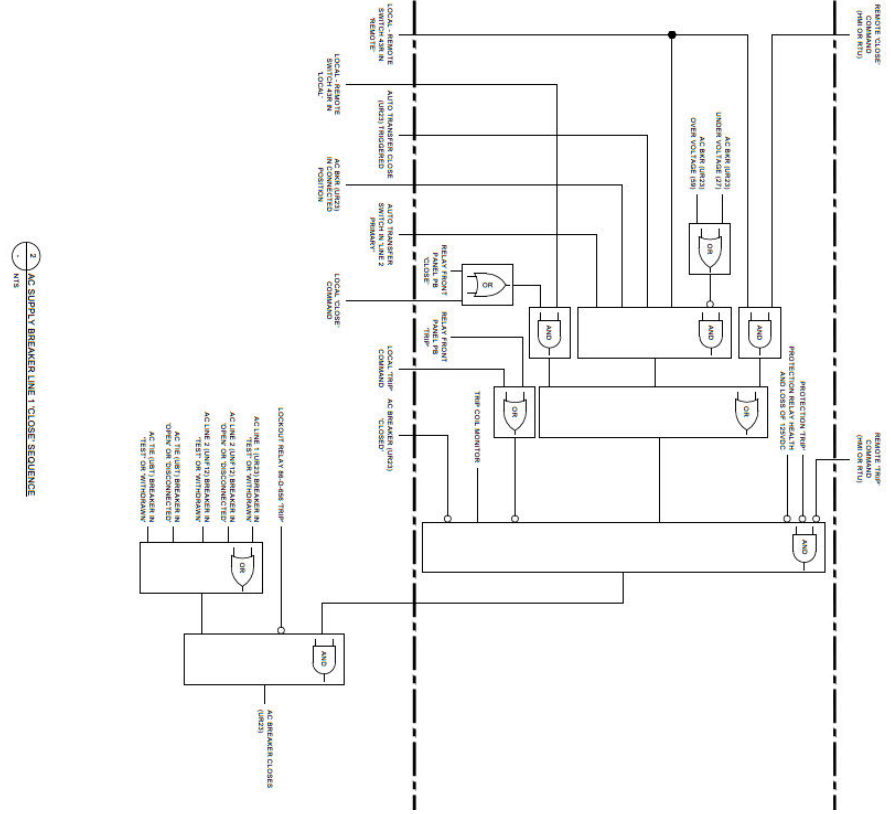 REMOTE 'CLOSE'
COMMAND
(HMI OR RTU)
LOCAL - REMOTE
SWITCH 43R IN
'REMOTE'
LOCAL - REMOTE
SWITCH 43R IN
'LOCAL'
AUTO TRANSFER CLOSE
(UR23) TRIGGERED
AC BKR (UR23)
IN CONNECTED
POSITION
AUTO TRANSFER
SWITCH IN 'LINE 2
PRIMARY'
AC BKR (UR23)
UNDER VOLTAGE (27)
AC BKR (UR23)
OVER VOLTAGE (59)
OR
RELAY FRONT
PANEL PB
'CLOSE'
LOCAL 'CLOSE'
COMMAND
OR
AND
AND
AND
RELAY FRONT
PANEL PB
'TRIP'
LOCAL 'TRIP'
COMMAND
OR
OR
PROTECTION 'TRIP'
PROTECTION RELAY HEALTH
AND LOSS OF 125VDC
REMOTE 'TRIP'
COMMAND
(HMI OR RTU)
TRIP COIL MONITOR
AC BREAKER (UR23)
'CLOSED'
AND
LOCKOUT RELAY 86-D-656 'TRIP'
AC LINE 1 (UR23) BREAKER IN
'TEST' OR 'WITHDRAWN'
AC LINE 2 (UNF12) BREAKER IN
'OPEN' OR 'DISCONNECTED'
AC LINE 2 (UNF12) BREAKER IN
'TEST' OR 'WITHDRAWN'
AC TIE (UBT) BREAKER IN
'OPEN' OR 'DISCONNECTED'
AC TIE (UBT) BREAKER IN
'TEST' OR 'WITHDRAWN'
OR
AND
AC BREAKER CLOSES
(UR23)
2
-
AC SUPPLY BREAKER LINE 1 'CLOSE' SEQUENCE
NTS